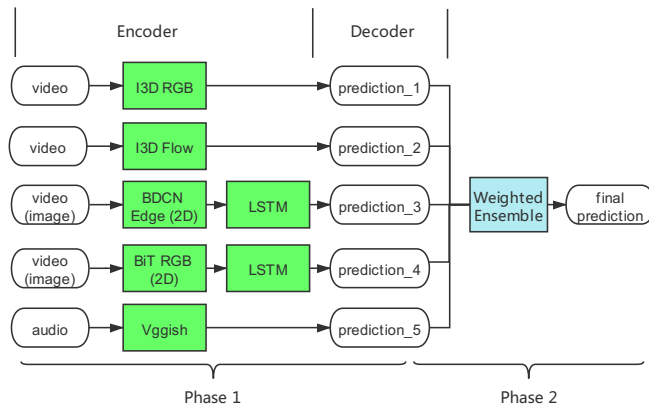 Encoder
Decoder
video
I3D RGB
prediction_1
video
I3D Flow
prediction_2
video
(image)
BDCN
Edge (2D)
LSTM
prediction_3
Weighted
Ensemble
final
prediction
video
(image)
BiT RGB
(2D)
LSTM
prediction_4
audio
Vggish
prediction_5
Phase 1
Phase 2